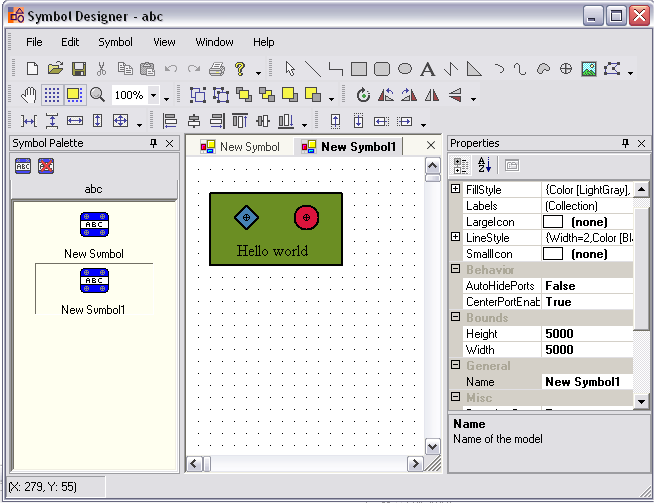 Symbol Designer - abc
File Edit Symbol View Window Help
100%
Symbol Palette
abc
ABC
New Symbol
ABC
New Symbol1
New Symbol New Symbol1
Hello world
Properties
FillStyle {Color [LightGray],
Labels (Collection)
LargeIcon (none)
LineStyle {Width=2,Color [Bla
SmallIcon (none)
Behavior
AutoHidePorts False
CenterPortEnab True
Bounds
Height 5000
Width 5000
General
Name New Symbol1
Misc
Name
Name of the model
(X: 279, Y: 55)